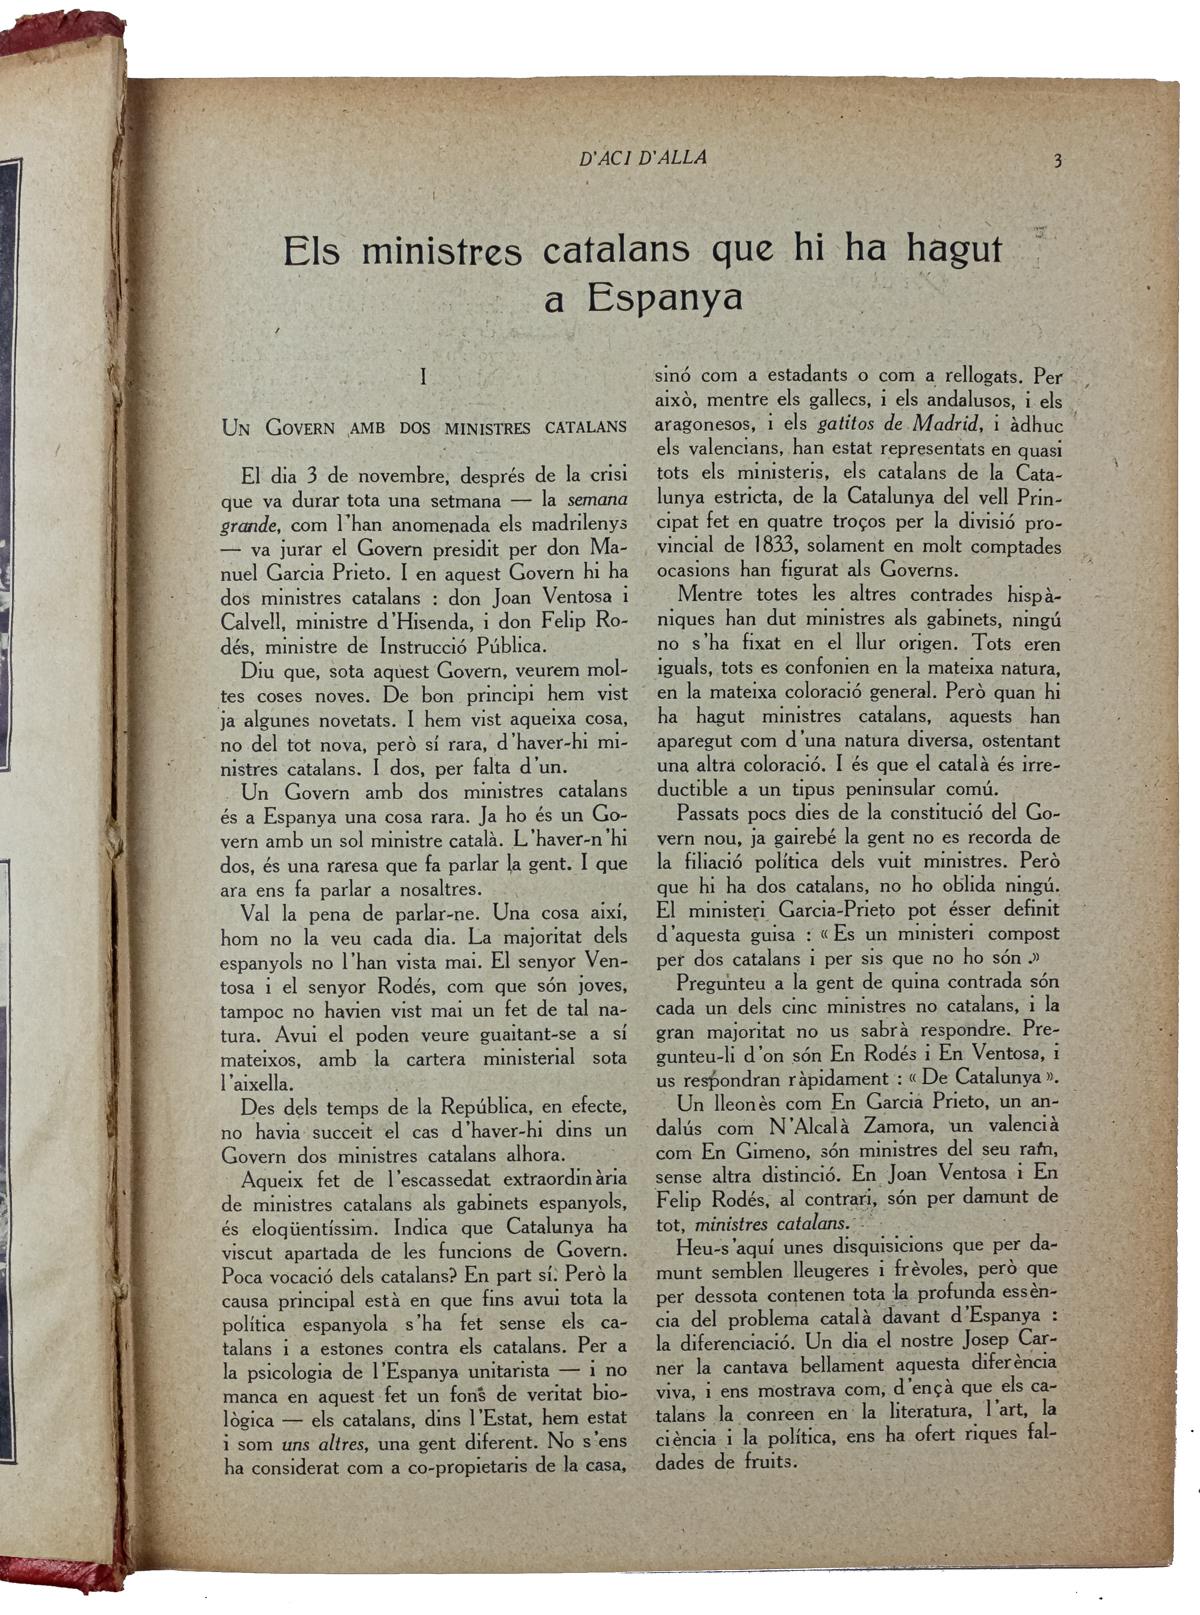 D'ACI D'ALLA
3
Els ministres catalans que hi ha hagut
a Espanya
I
UN GOVERN AMB DOS MINISTRES CATALANS
El dia 3 de novembre, després de la crisi
que va durar tota una setmana — la semana
grande, com l'han anomenada els madrilenys
— va jurar el Govern presidit per don Ma-
nuel Garcia Prieto. I en aquest Govern hi ha
dos ministres catalans : don Joan Ventosa i
Calvell, ministre d'Hisenda, i don Felip Ro-
dés, ministre de Instrucció Pública.
Diu que, sota aquest Govern, veurem mol-
tes coses noves. De bon principi hem vist
ja algunes novetats. I hem vist aqueixa cosa,
no del tot nova, però sí rara, d'haver-hi mi-
nistres catalans. I dos, per falta d'un.
Un Govern amb dos ministres catalans
és a Espanya una cosa rara. Ja ho és un Go-
vern amb un sol ministre català. L'haver-n'hi
dos, és una raresa que fa parlar la gent. I que
ara ens fa parlar a nosaltres.
Val la pena de parlar-ne. Una cosa així,
hom no la veu cada dia. La majoritat dels
espanyols no l'han vista mai. El senyor Ven-
tosa i el senyor Rodés, com que són joves,
tampoc no havien vist mai un fet de tal na-
tura. Avui el poden veure guaitant-se a sí
mateixos, amb la cartera ministerial sota
l'aixella.
Des dels temps de la República, en efecte,
no havia succeit el cas d'haver-hi dins un
Govern dos ministres catalans alhora.
Aqueix fet de l'escassedat extraordinària
de ministres catalans als gabinets espanyols,
és eloqüentíssim. Indica que Catalunya ha
viscut apartada de les funcions de Govern.
Poca vocació dels catalans? En part sí. Però la
causa principal està en que fins avui tota la
política espanyola s'ha fet sense els ca-
talans i a estones contra els catalans. Per a
la psicologia de l'Espanya unitarista — i no
manca en aquest fet un fons de veritat bio-
lògica — els catalans, dins l'Estat, hem estat
i som uns altres, una gent diferent. No s'ens
ha considerat com a co-propietaris de la casa,
sinó com a estadants o com a rellogats. Per
això, mentre els gallecs, i els andalusos, i els
aragonesos, i els gatitos de Madrid, i àdhuc
els valencians, han estat representats en quasi
tots els ministeris, els catalans de la Cata-
lunya estricta, de la Catalunya del vell Prin-
cipat fet en quatre troços per la divisió pro-
vincial de 1833, solament en molt comptades
ocasions han figurat als Governs.
Mentre totes les altres contrades hispà-
niques han dut ministres als gabinets, ningú
no s'ha fixat en el llur origen. Tots eren
iguals, tots es confonien en la mateixa natura,
en la mateixa coloració general. Però quan hi
ha hagut ministres catalans, aquests han
aparegut com d'una natura diversa, ostentant
una altra coloració. I és que el català és irre-
ductible a un tipus peninsular comú.
Passats pocs dies de la constitució del Go-
vern nou, ja gairebé la gent no es recorda de
la filiació política dels vuit ministres. Però
que hi ha dos catalans, no ho oblida ningú.
El ministeri Garcia-Prieto pot ésser definit
d'aquesta guisa : «Es un ministeri compost
per dos catalans i per sis que no ho són.»
Pregunteu a la gent de quina contrada són
cada un dels cinc ministres no catalans, i la
gran majoritat no us sabrà respondre. Pre-
gunteu-li d'on són En Rodés i En Ventosa, i
us respondran ràpidament : «De Catalunya».
Un lleonès com En Garcia Prieto, un an-
dalús com N'Alcalà Zamora, un valencià
com En Gimeno, són ministres del seu ram,
sense altra distinció. En Joan Ventosa i En
Felip Rodés, al contrari, són per damunt de
tot, ministres catalans.
Heu-s'aquí unes disquisicions que per da-
munt semblen lleugeres i frèvoles, però que
per dessota contenen tota la profunda essèn-
cia del problema català davant d'Espanya :
la diferenciació. Un dia el nostre Josep Car-
ner la cantava bellament aquesta diferència
viva, i ens mostrava com, d'ençà que els ca-
talans la conreen en la literatura, l'art, la
ciència i la política, ens ha ofert riques fal-
dades de fruits.